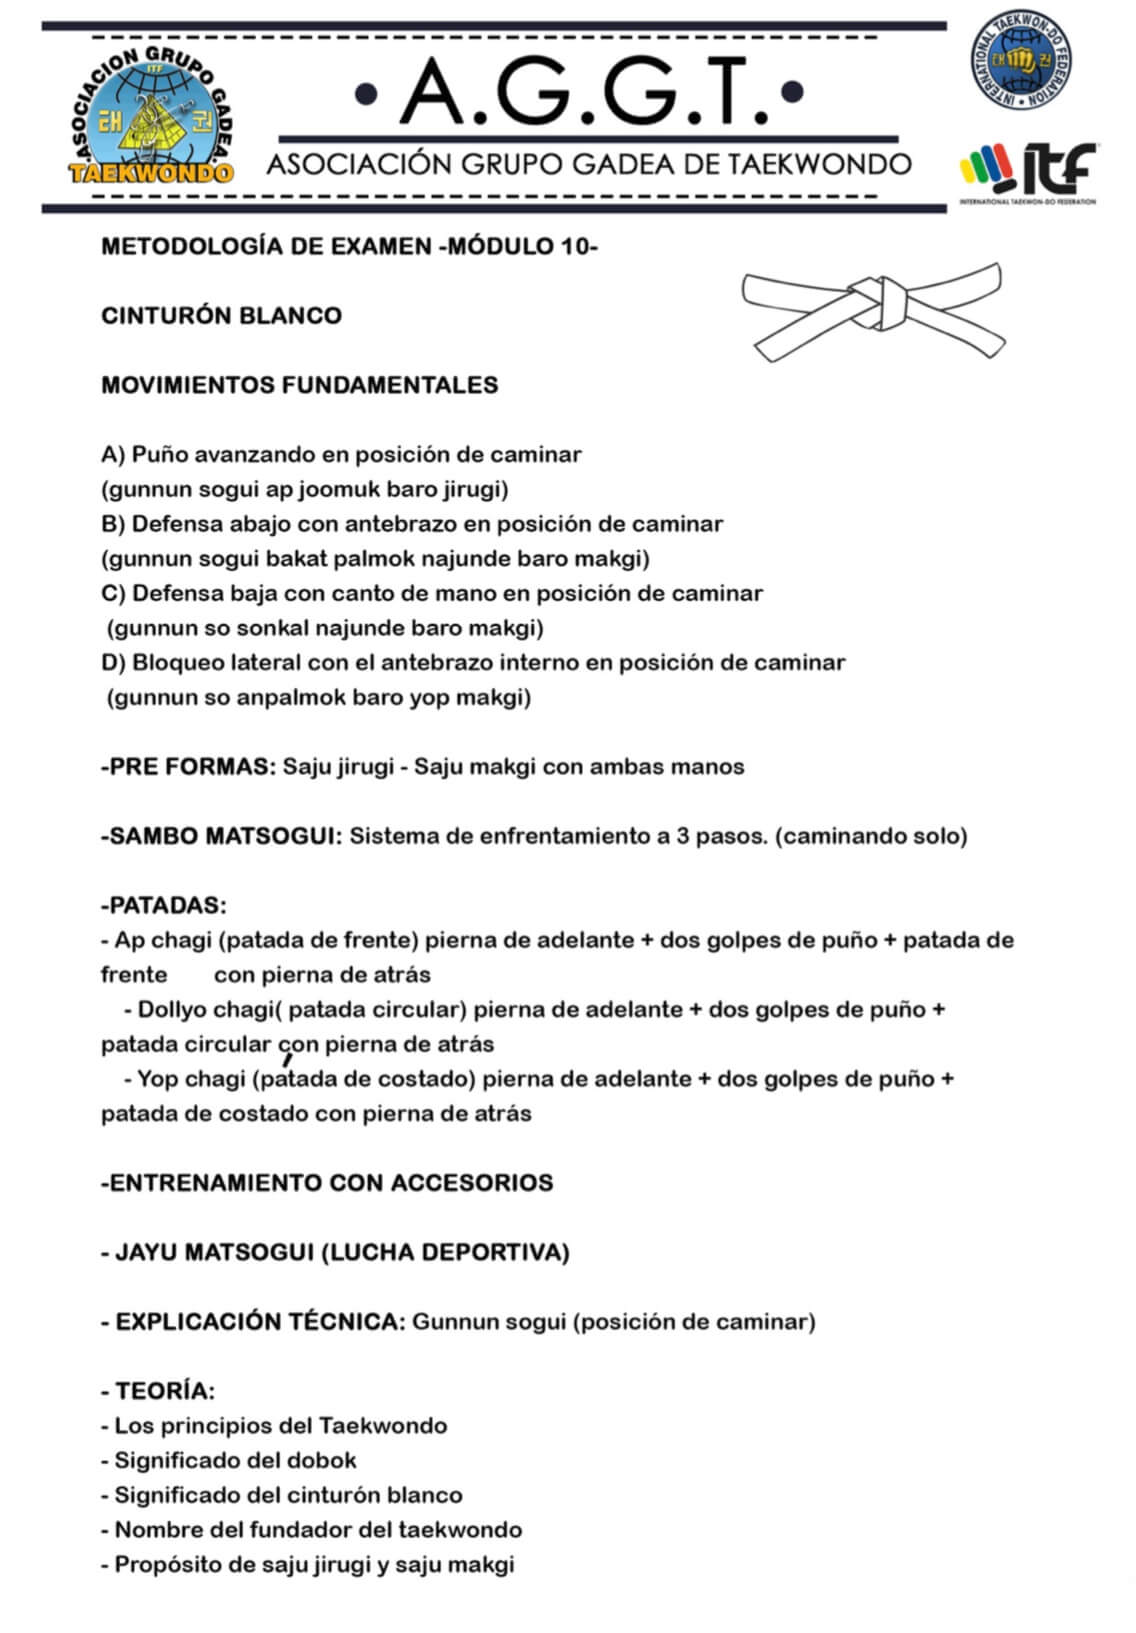 ASOCIACION GRUPO GADEA.
ITF
태 권
TAEKWONDO
• A.G.G.T. •
ASOCIACIÓN GRUPO GADEA DE TAEKWONDO
INTERNATIONAL TAEKWON-DO FEDERATION
태 권
itf
INTERNATIONAL TAEKWON-DO FEDERATION
METODOLOGÍA DE EXAMEN -MÓDULO 10-
CINTURÓN BLANCO
MOVIMIENTOS FUNDAMENTALES
A) Puño avanzando en posición de caminar
(gunnun sogui ap joomuk baro jirugi)
B) Defensa abajo con antebrazo en posición de caminar
(gunnun sogui bakat palmok najunde baro makgi)
C) Defensa baja con canto de mano en posición de caminar
(gunnun so sonkal najunde baro makgi)
D) Bloqueo lateral con el antebrazo interno en posición de caminar
(gunnun so anpalmok baro yop makgi)
-PRE FORMAS: Saju jirugi - Saju makgi con ambas manos
-SAMBO MATSOGUI: Sistema de enfrentamiento a 3 pasos. (caminando solo)
-PATADAS:
- Ap chagi (patada de frente) pierna de adelante + dos golpes de puño + patada de
frente con pierna de atrás
- Dollyo chagi( patada circular) pierna de adelante + dos golpes de puño +
patada circular con pierna de atrás
- Yop chagi (patada de costado) pierna de adelante + dos golpes de puño +
patada de costado con pierna de atrás
-ENTRENAMIENTO CON ACCESORIOS
- JAYU MATSOGUI (LUCHA DEPORTIVA)
- EXPLICACIÓN TÉCNICA: Gunnun sogui (posición de caminar)
- TEORÍA:
- Los principios del Taekwondo
- Significado del dobok
- Significado del cinturón blanco
- Nombre del fundador del taekwondo
- Propósito de saju jirugi y saju makgi